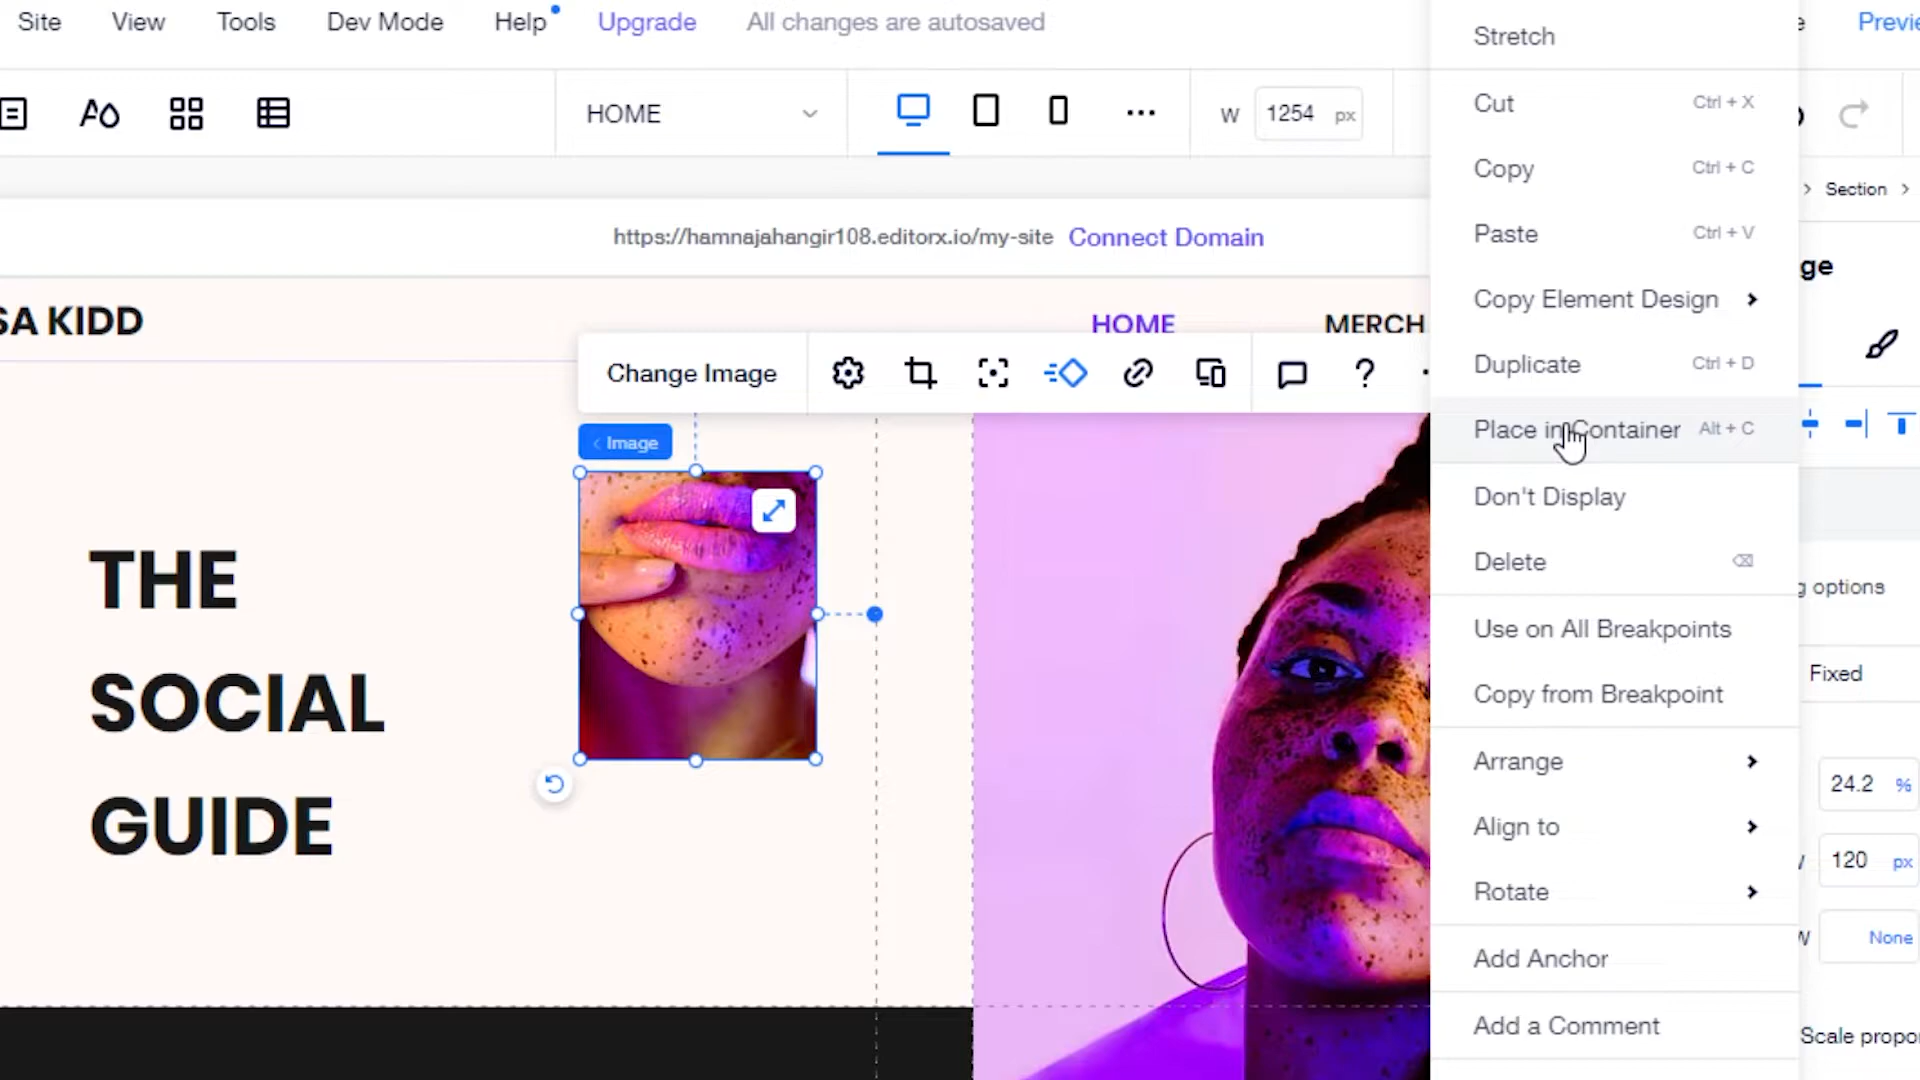 Site View Tools Dev Mode Help Upgrade All changes are autosaved
HOME
W 1254 px
https://hamnajahangir108.editorx.io/my-site Connect Domain
SA KIDD
HOME MERCH
Change Image
?
Image
THE
SOCIAL
GUIDE
Stretch
Cut Ctrl + X
Copy Ctrl + C
Paste Ctrl + V
Copy Element Design
Duplicate Ctrl + D
Place in Container Alt + C
Don't Display
Delete
Use on All Breakpoints
Copy from Breakpoint
Arrange
Align to
Rotate
Add Anchor
Add a Comment
Previe
Section
ge
g options
Fixed
24.2 %
120 px
None
Scale propo